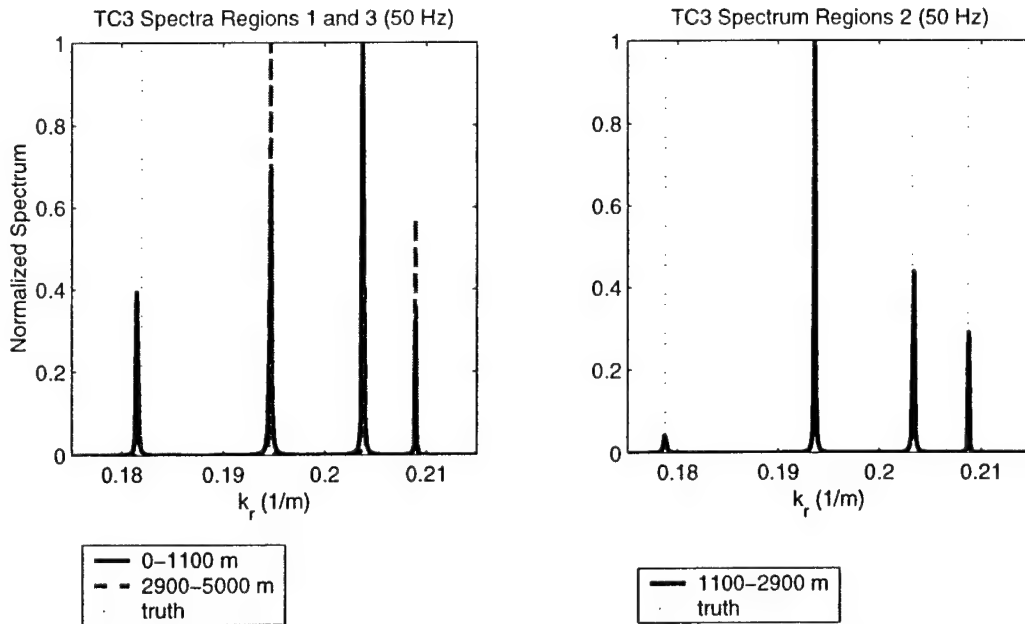 TC3 Spectra Regions 1 and 3 (50 Hz)
Normalized Spectrum
1
0.8
0.6
0.4
0.2
0
0.18
0.19
0.2
0.21
k_r (1/m)
0–1100 m
2900–5000 m
truth
TC3 Spectrum Regions 2 (50 Hz)
1
0.8
0.6
0.4
0.2
0
0.18
0.19
0.2
0.21
k_r (1/m)
1100–2900 m
truth